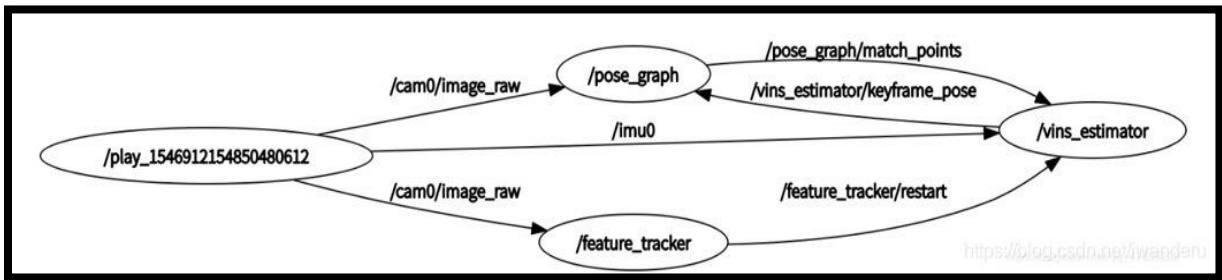 /pose_graph/match_points
/pose_graph
/cam0/image_raw
/vins_estimator/keyframe_pose
/imu0
/vins_estimator
/play_1546912154850480612
/cam0/image_raw
/feature_tracker/restart
/feature_tracker
https://blog.csdn.net/iwanderu